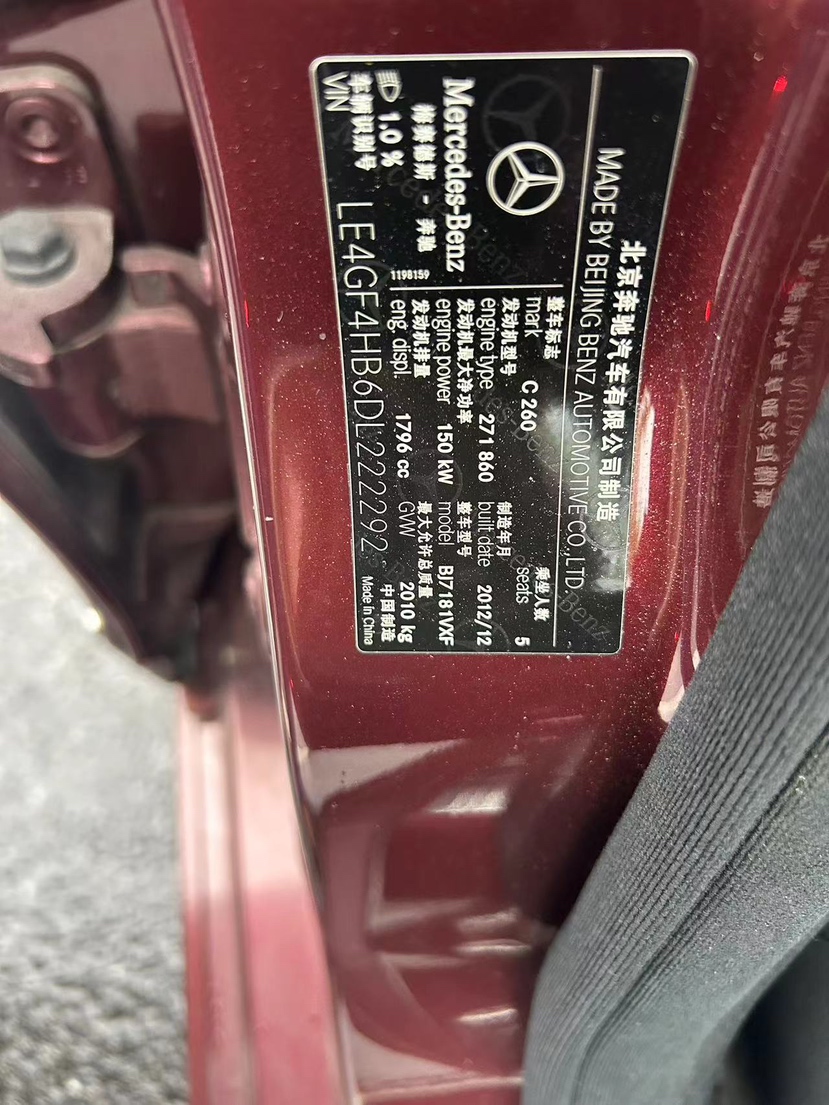 北京奔驰汽车有限公司制造
MADE BY BEIJING BENZ AUTOMOTIVE CO.,LTD.
Mercedes-Benz
梅赛德斯 - 奔驰
1.0 %
1198159
整车标志
mark C 260
乘坐人数
seats 5
发动机型号
engine type 271 860
制造年月
built date 2012/12
发动机最大净功率
engine power 150 kW
整车型号
model BJ7181VXF
发动机排量
eng. displ. 1796 cc
最大允许总质量
GVW 2010 kg
车辆识别号
VIN LE4GF4HB6DL222292
中国制造
Made in China